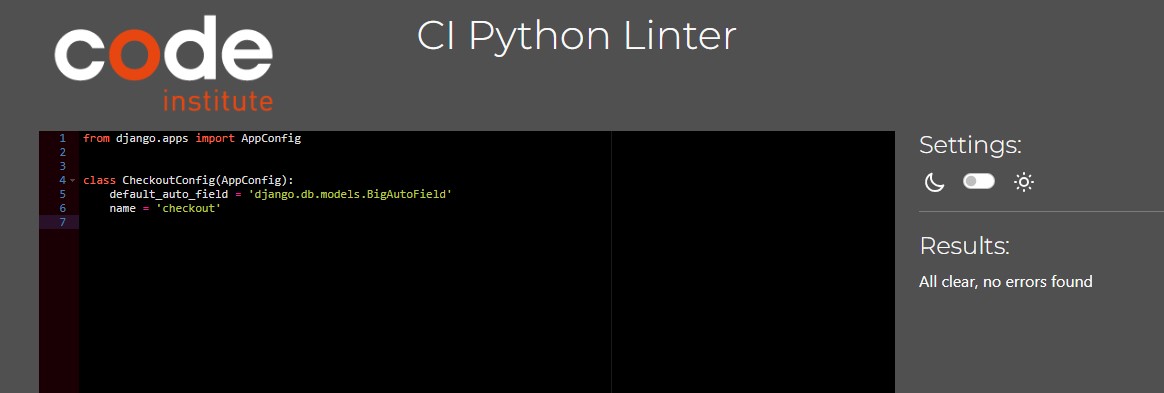 code
institute
CI Python Linter
1 from django.apps import AppConfig
2
3
4 class CheckoutConfig(AppConfig):
5     default_auto_field = 'django.db.models.BigAutoField'
6     name = 'checkout'
7
Settings:
Results:
All clear, no errors found